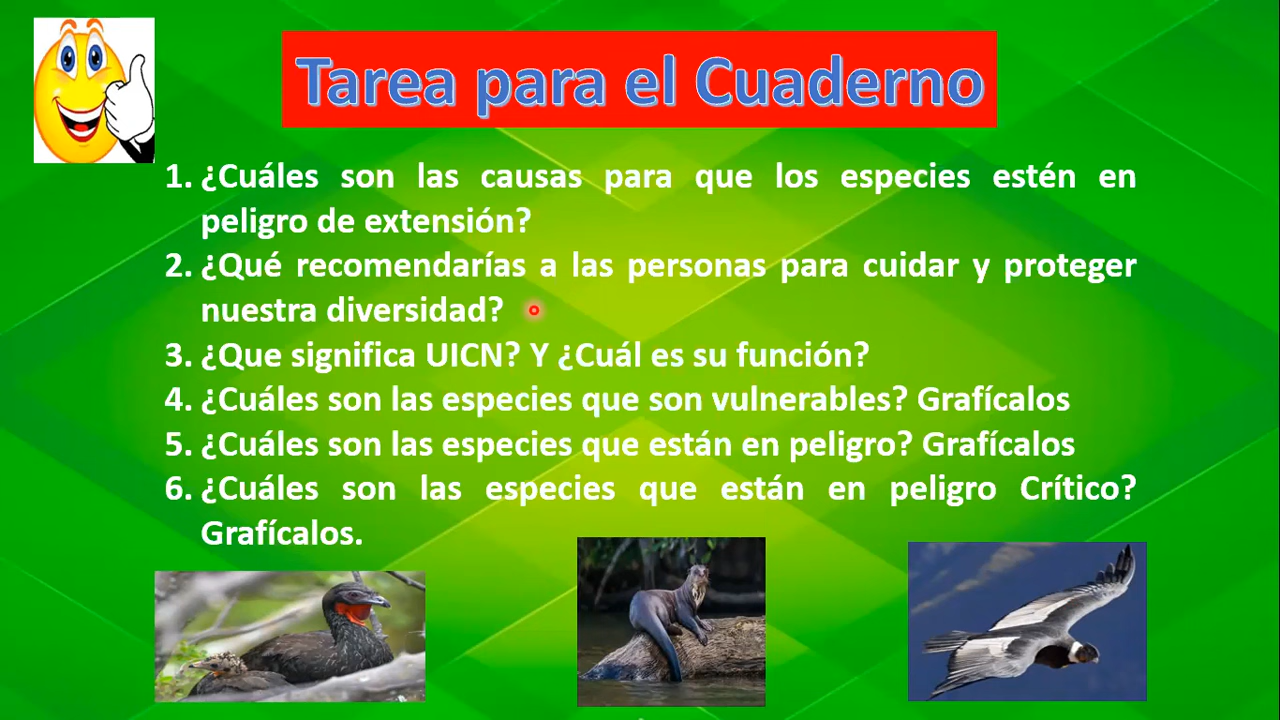 Tarea para el Cuaderno
1. ¿Cuáles son las causas para que los especies estén en
peligro de extensión?
2. ¿Qué recomendarías a las personas para cuidar y proteger
nuestra diversidad?
3. ¿Que significa UICN? Y ¿Cuál es su función?
4. ¿Cuáles son las especies que son vulnerables? Grafícalos
5. ¿Cuáles son las especies que están en peligro? Grafícalos
6. ¿Cuáles son las especies que están en peligro Crítico?
Grafícalos.